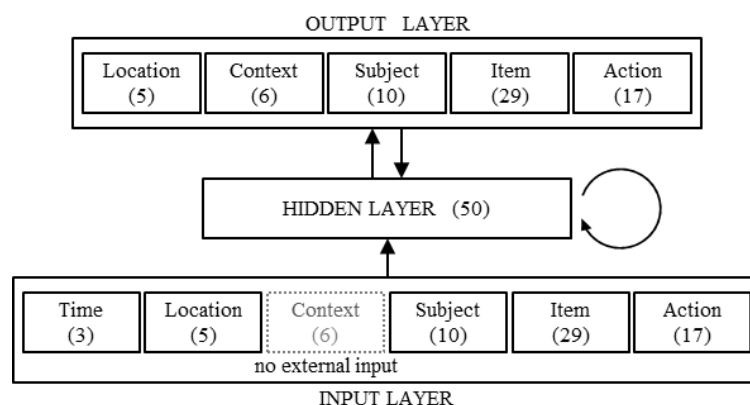 OUTPUT LAYER
Location Context Subject Item Action
(5) (6) (10) (29) (17)
HIDDEN LAYER (50)
Time Location Context Subject Item Action
(3) (5) (6) (10) (29) (17)
no external input
INPUT LAYER